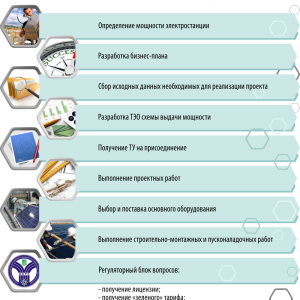 Определение мощности электростанции
SUCCESS
Разработка бизнес-плана
Сбор исходных данных необходимых для реализации проекта
Разработка ТЭО схемы выдачи мощности
Получение ТУ на присоединение
Выполнение проектных работ
Выбор и поставка основного оборудования
Выполнение строительно-монтажных и пусконаладочных работ
Регуляторный блок вопросов:
- получение лицензии;
- получение «зеленого» тарифа;